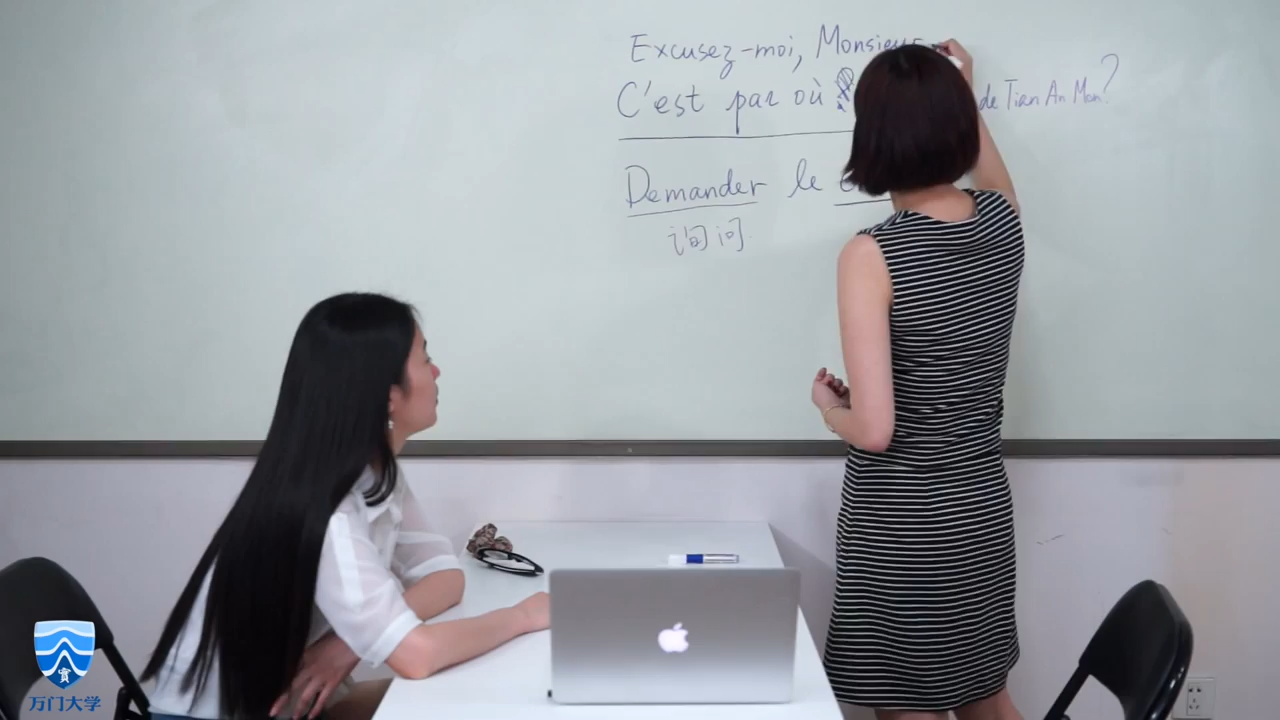 Excusez-moi, Monsieur
C'est par où de Tian An Men?
Demander le
询问
万门大学